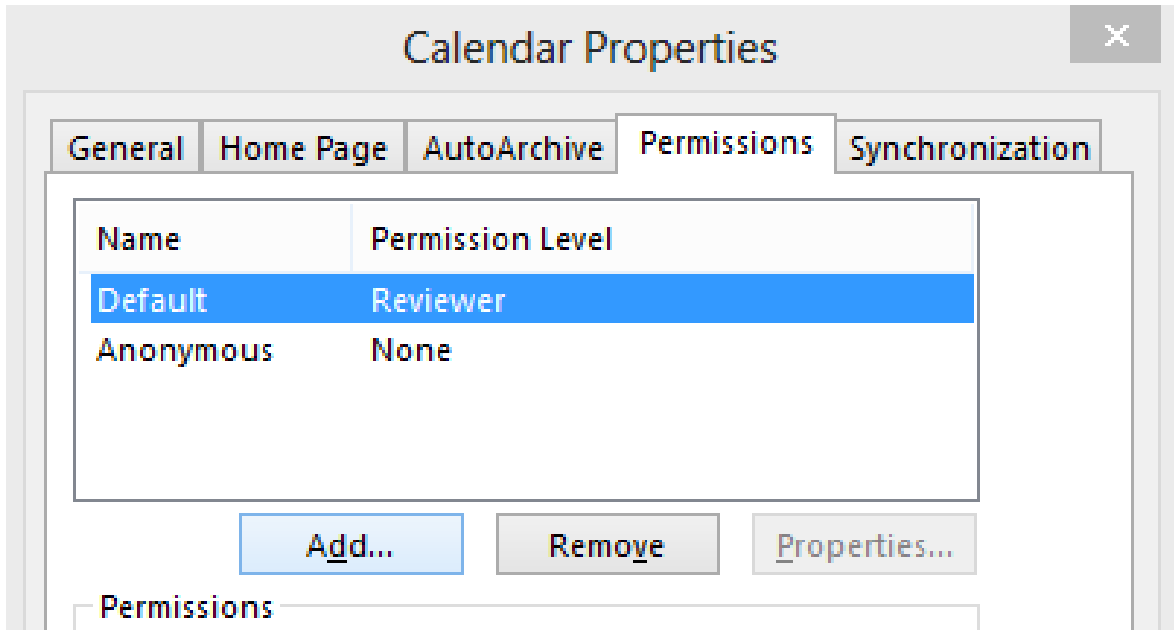 Calendar Properties
General Home Page AutoArchive Permissions Synchronization
Name Permission Level
Default Reviewer
Anonymous None
Add... Remove Properties...
Permissions